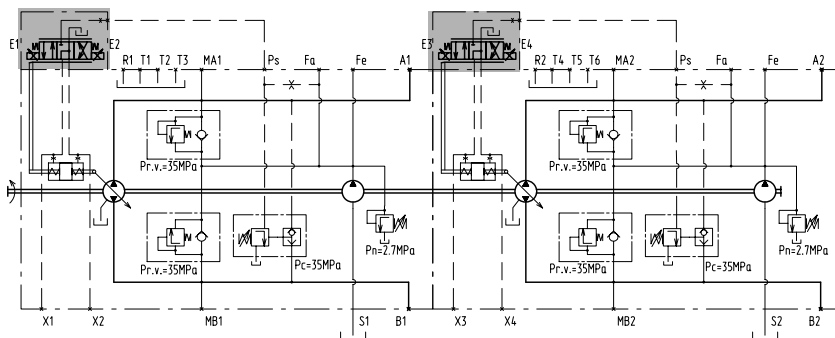 E1 E2 E3 E4
R1 T1 T2 T3 MA1 Ps Fa Fe A1 R2 T4 T5 T6 MA2 Ps Fa Fe A2
Pr.v.=35MPa Pr.v.=35MPa
Pn=2.7MPa Pn=2.7MPa
Pr.v.=35MPa Pc=35MPa Pr.v.=35MPa Pc=35MPa
X1 X2 MB1 S1 B1 X3 X4 MB2 S2 B2